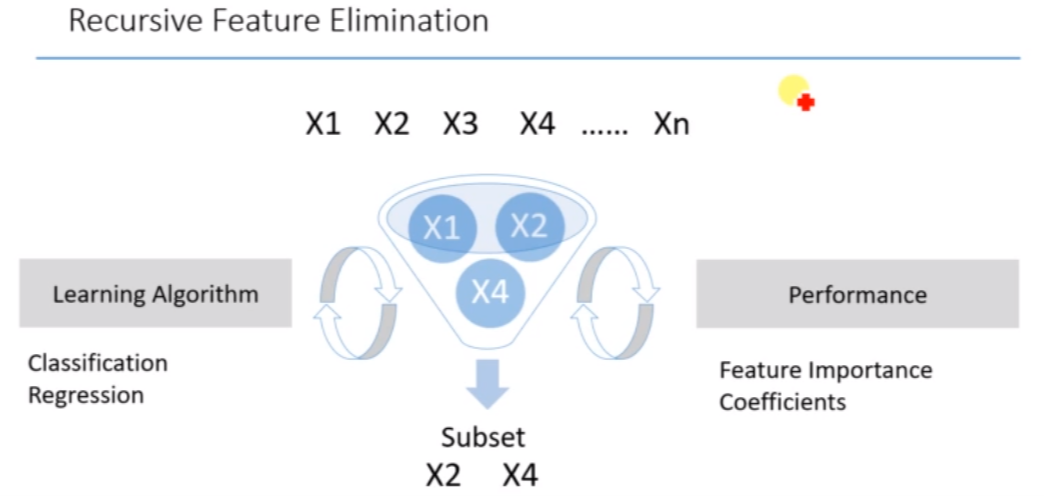 Recursive Feature Elimination
X1 X2 X3 X4 ...... Xn
X1 X2
X4
Learning Algorithm
Performance
Classification
Regression
Feature Importance
Coefficients
Subset
X2 X4